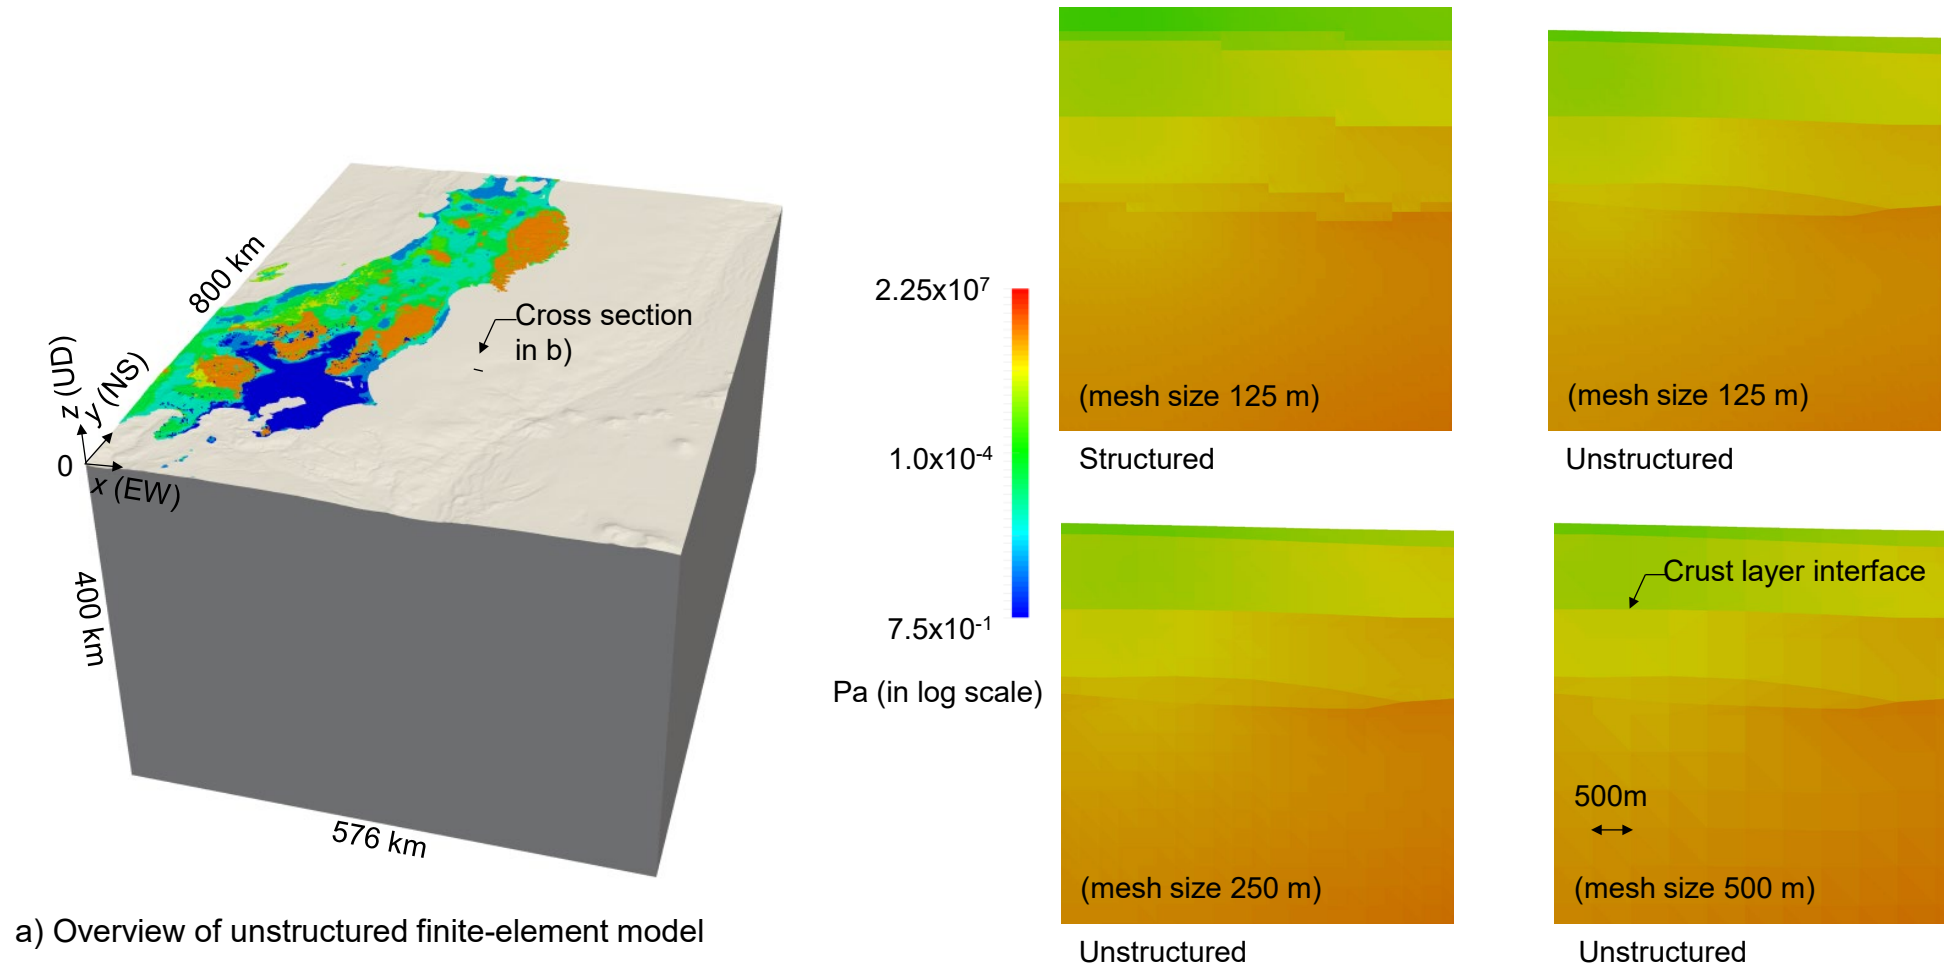 800 km
Cross section
in b)
z (UD)
y (NS)
0
x (EW)
400 km
576 km
a) Overview of unstructured finite-element model
2.25x10⁷
1.0x10⁻⁴
7.5x10⁻¹
Pa (in log scale)
(mesh size 125 m)
Structured
(mesh size 125 m)
Unstructured
(mesh size 250 m)
Unstructured
Crust layer interface
500m
(mesh size 500 m)
Unstructured